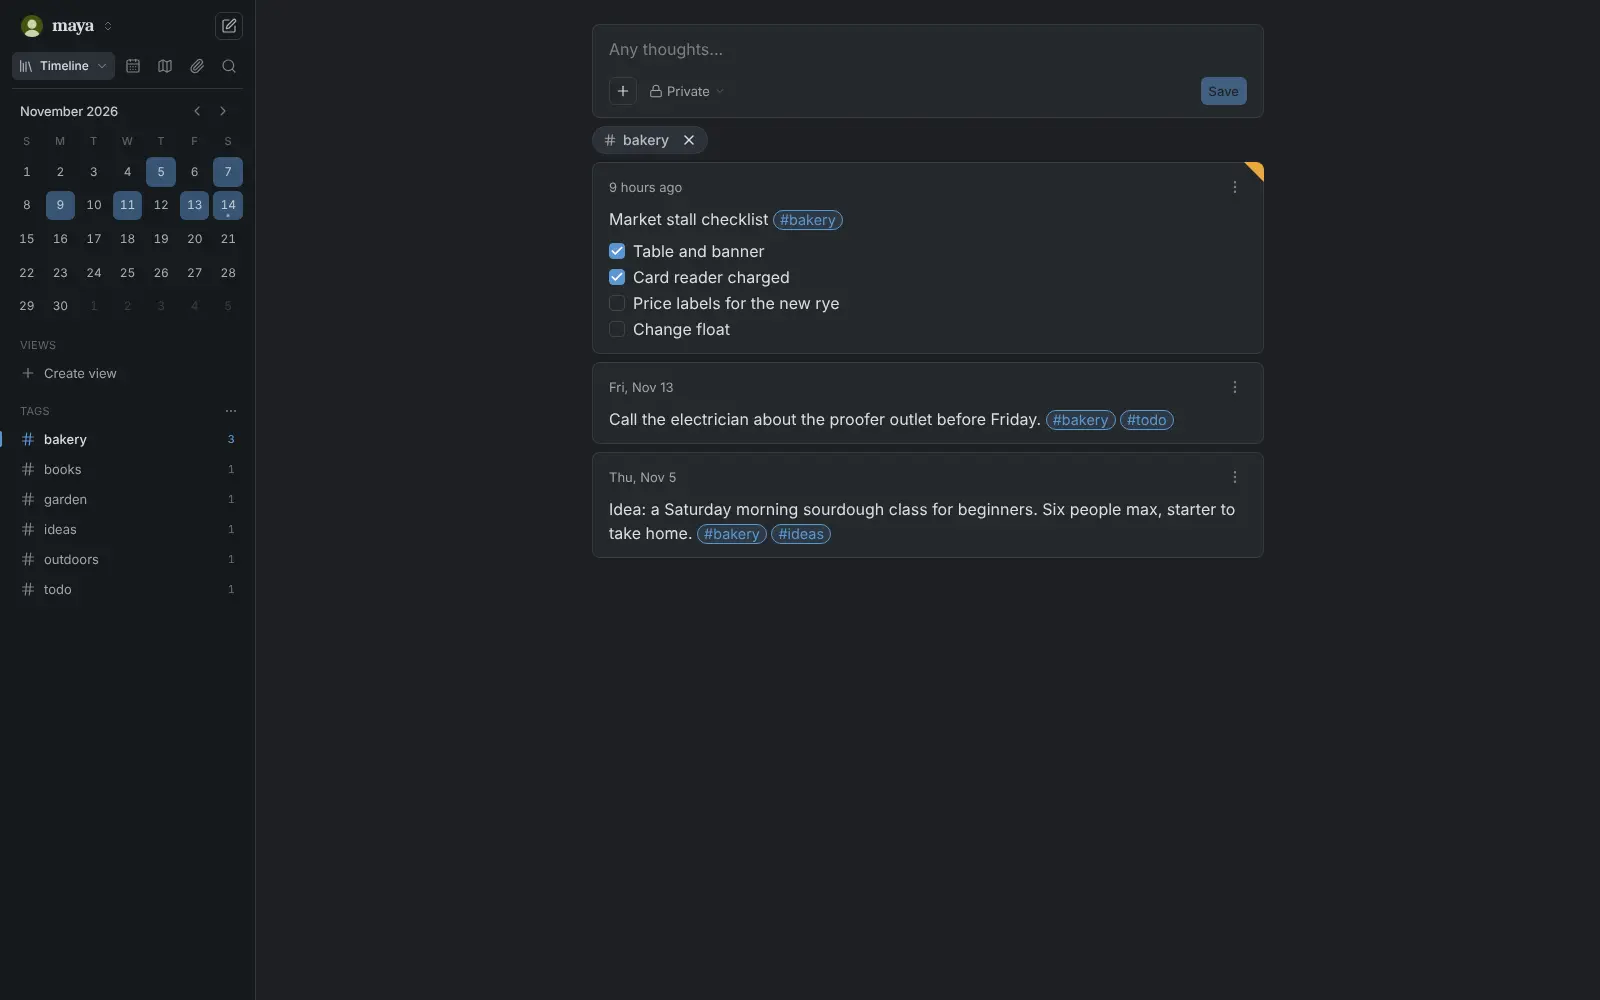 maya
Timeline
November 2026
S M T W T F S
1 2 3 4 5 6 7
8 9 10 11 12 13 14
15 16 17 18 19 20 21
22 23 24 25 26 27 28
29 30 1 2 3 4 5
VIEWS
Create view
TAGS
# bakery 3
# books 1
# garden 1
# ideas 1
# outdoors 1
# todo 1
Any thoughts...
Private
Save
# bakery
9 hours ago
Market stall checklist #bakery
Table and banner
Card reader charged
Price labels for the new rye
Change float
Fri, Nov 13
Call the electrician about the proofer outlet before Friday. #bakery #todo
Thu, Nov 5
Idea: a Saturday morning sourdough class for beginners. Six people max, starter to
take home. #bakery #ideas